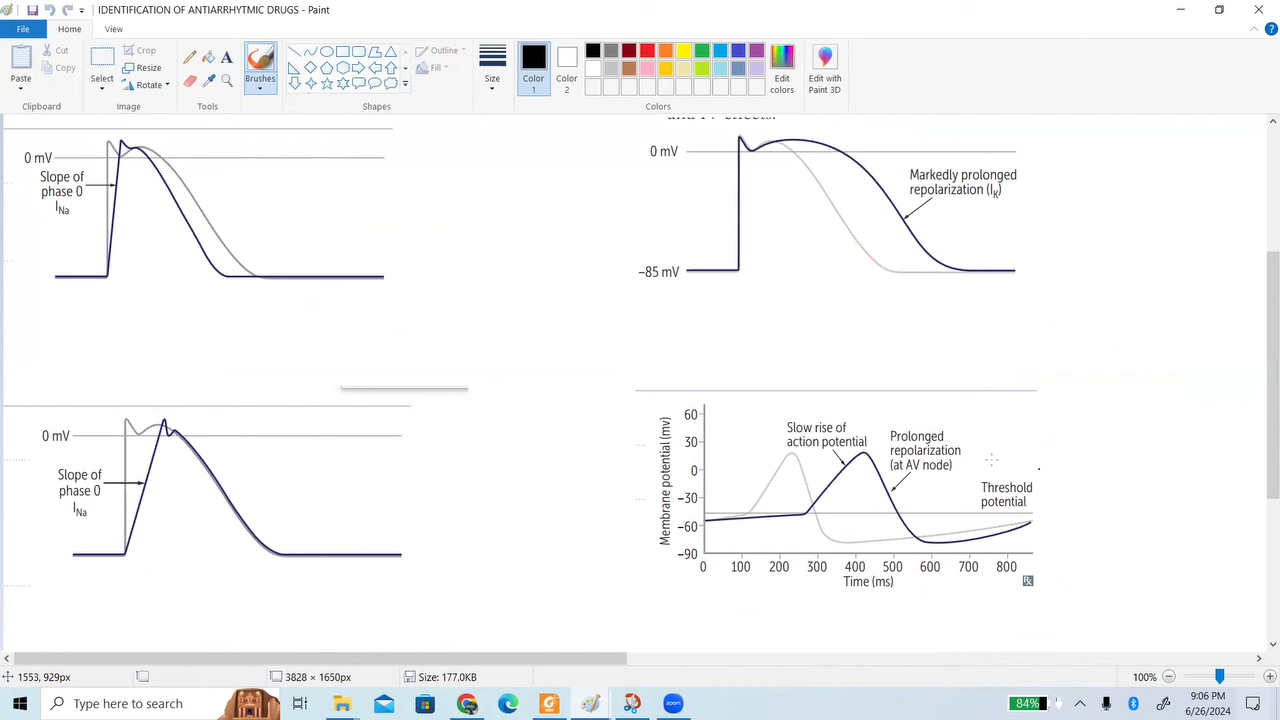 IDENTIFICATION OF ANTIARRHYTMIC DRUGS - Paint
File
Home
View
Paste
Cut
Copy
Clipboard
Select
Crop
Resize
Rotate
Image
Tools
Brushes
Shapes
Outline
Fill
Size
Color
1
Color
2
Edit
colors
Edit with
Paint 3D
Colors
0 mV
Slope of
phase 0
INa
0 mV
-85 mV
Markedly prolonged
repolarization (IK)
0 mV
Slope of
phase 0
INa
Membrane potential (mv)
60
30
0
-30
-60
-90
Slow rise of
action potential
Prolonged
repolarization
(at AV node)
Threshold
potential
0 100 200 300 400 500 600 700 800
Time (ms)
Rx
1553, 929px
3828 × 1650px
Size: 177.0KB
100%
Type here to search
zoom
84%
9:06 PM
6/26/2024